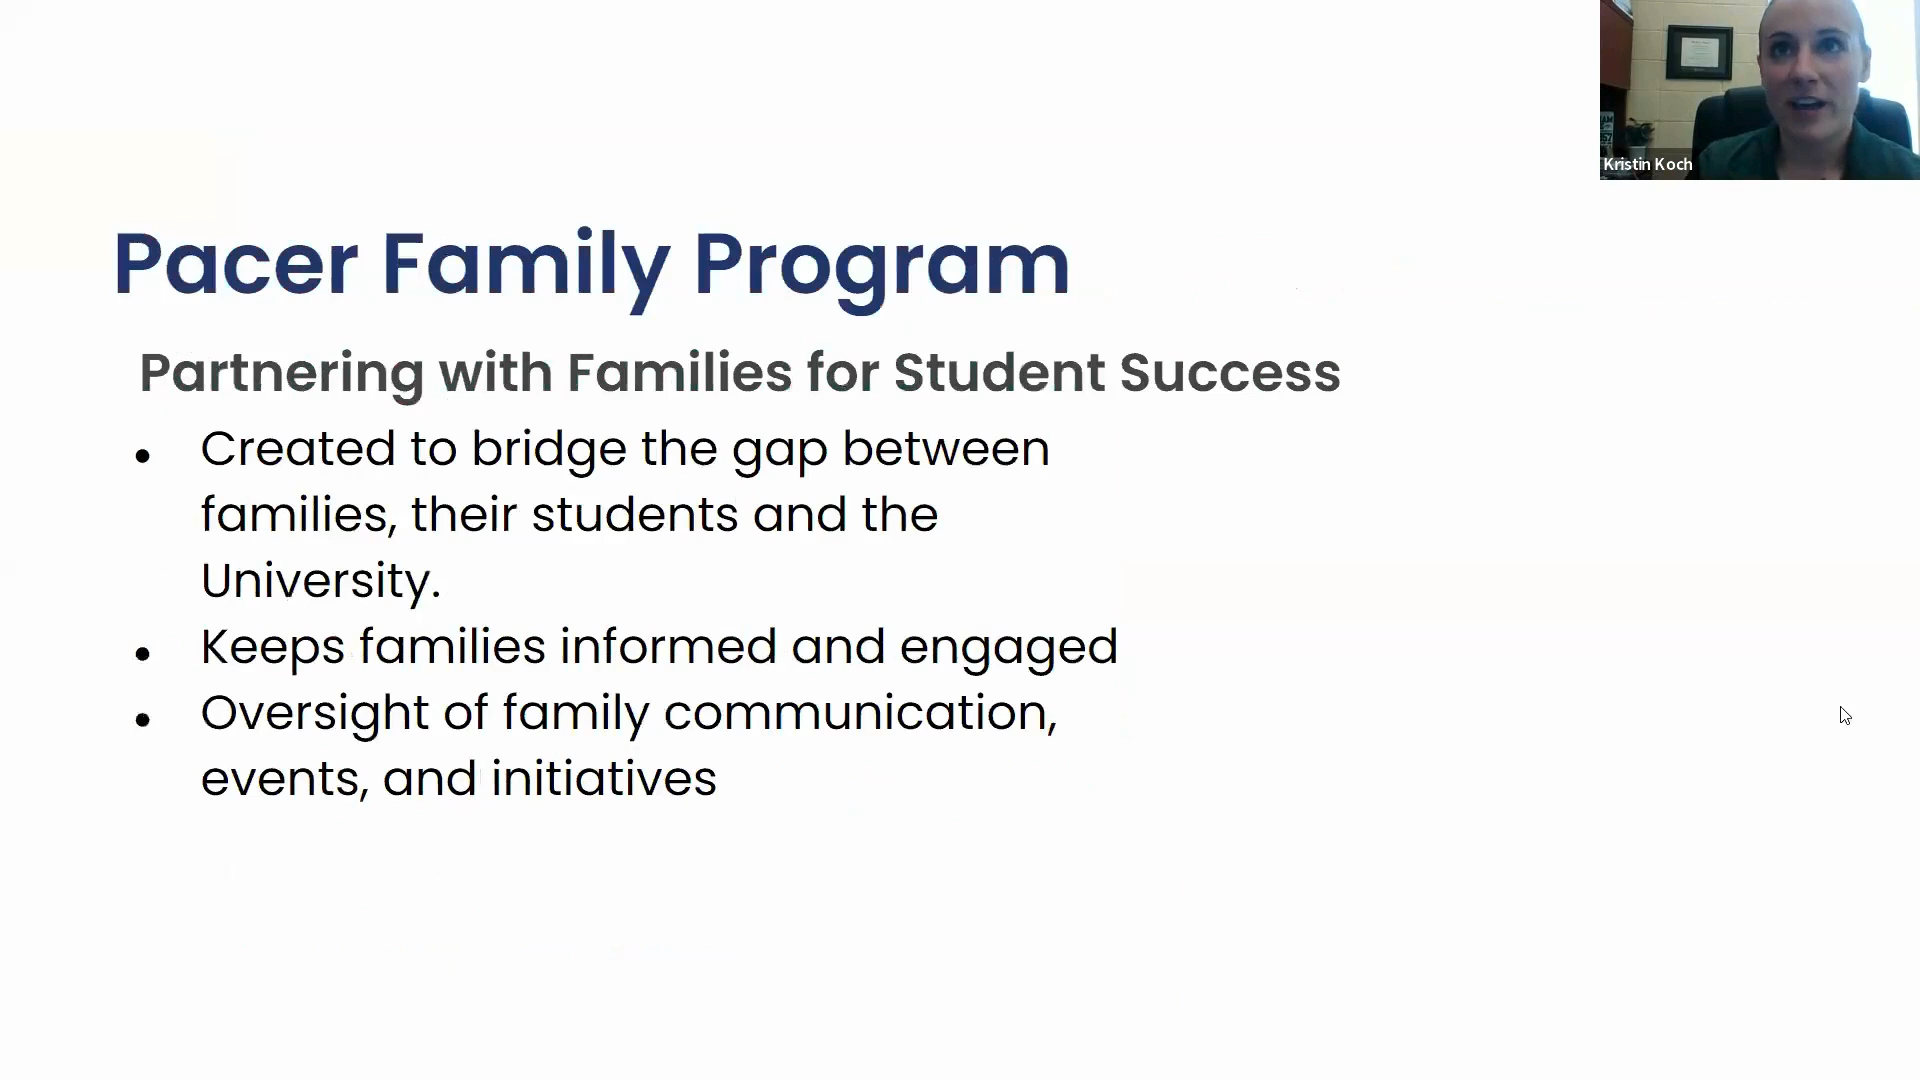 Kristin Koch
Pacer Family Program
Partnering with Families for Student Success
• Created to bridge the gap between
families, their students and the
University.
• Keeps families informed and engaged
• Oversight of family communication,
events, and initiatives